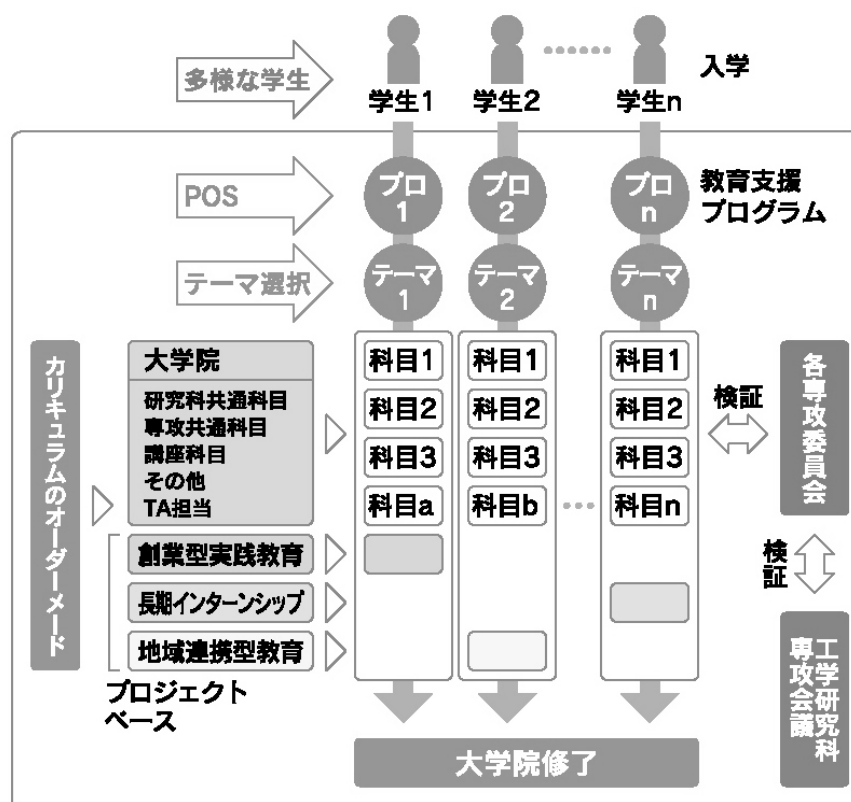 多様な学生
学生1
学生2
学生n
入学
POS
プロ
1
プロ
2
プロ
n
教育支援
プログラム
テーマ選択
テーマ
1
テーマ
2
テーマ
n
カリキュラムのオーダーメード
大学院
研究科共通科目
専攻共通科目
講座科目
その他
TA担当
創業型実践教育
長期インターンシップ
地域連携型教育
プロジェクト
ベース
科目1
科目2
科目3
科目a
科目1
科目2
科目3
科目b
科目1
科目2
科目3
科目n
検証
各専攻委員会
検証
工学研究科
専攻会議
大学院修了